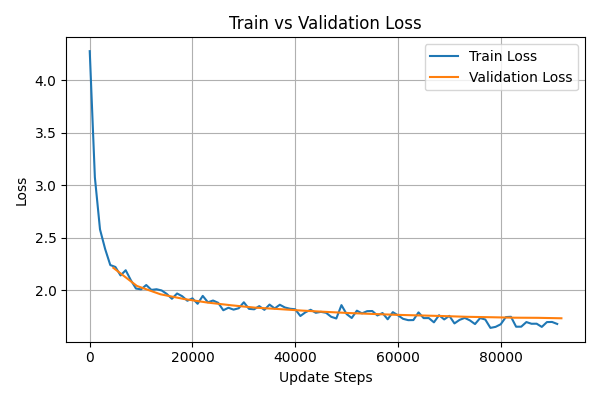 Train vs Validation Loss
Train Loss
Validation Loss
4.0
3.5
3.0
2.5
2.0
Loss
0 20000 40000 60000 80000
Update Steps